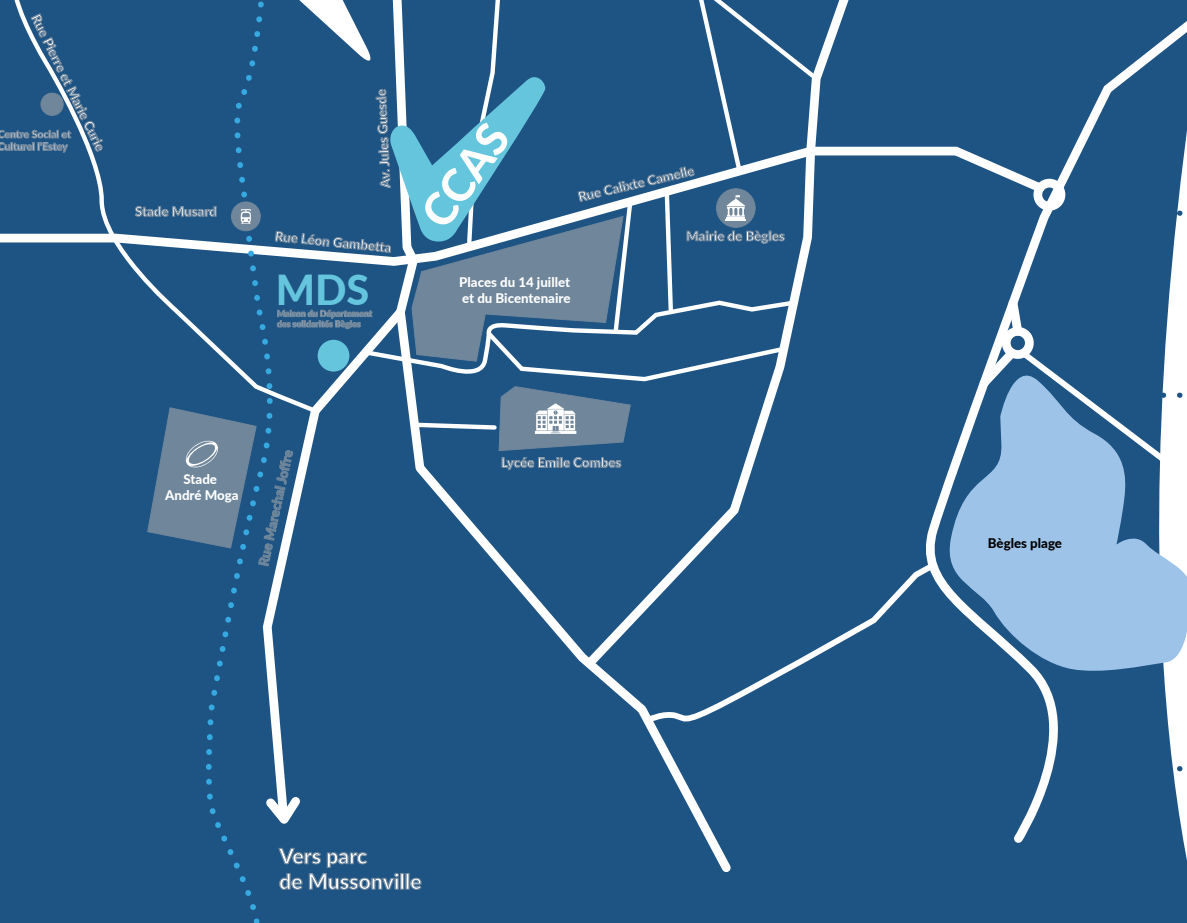 Rue Pierre et Marie Curie
Centre Social et
Culturel l'Estey
Av. Jules Guesde
CCAS
Rue Calixte Camelle
Stade Musard
Rue Léon Gambetta
Mairie de Bègles
MDS
Maison du Département
des solidarités Bègles
Places du 14 juillet
et du Bicentenaire
Lycée Emile Combes
Stade
André Moga
Rue Marechal Joffre
Bègles plage
Vers parc
de Mussonville